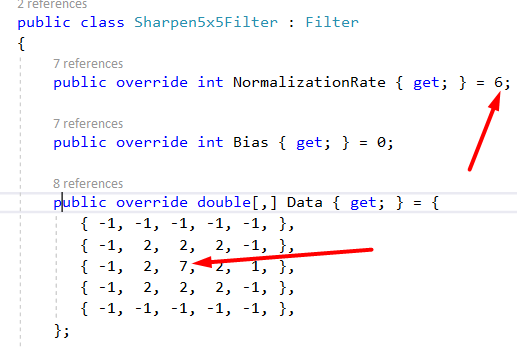 2 references
public class Sharpen5x5Filter : Filter
{
7 references
public override int NormalizationRate { get; } = 6;
7 references
public override int Bias { get; } = 0;
8 references
public override double[,] Data { get; } = {
{ -1, -1, -1, -1, -1, },
{ -1, 2, 2, 2, -1, },
{ -1, 2, 7, 2, 1, },
{ -1, 2, 2, 2, -1, },
{ -1, -1, -1, -1, -1, },
};